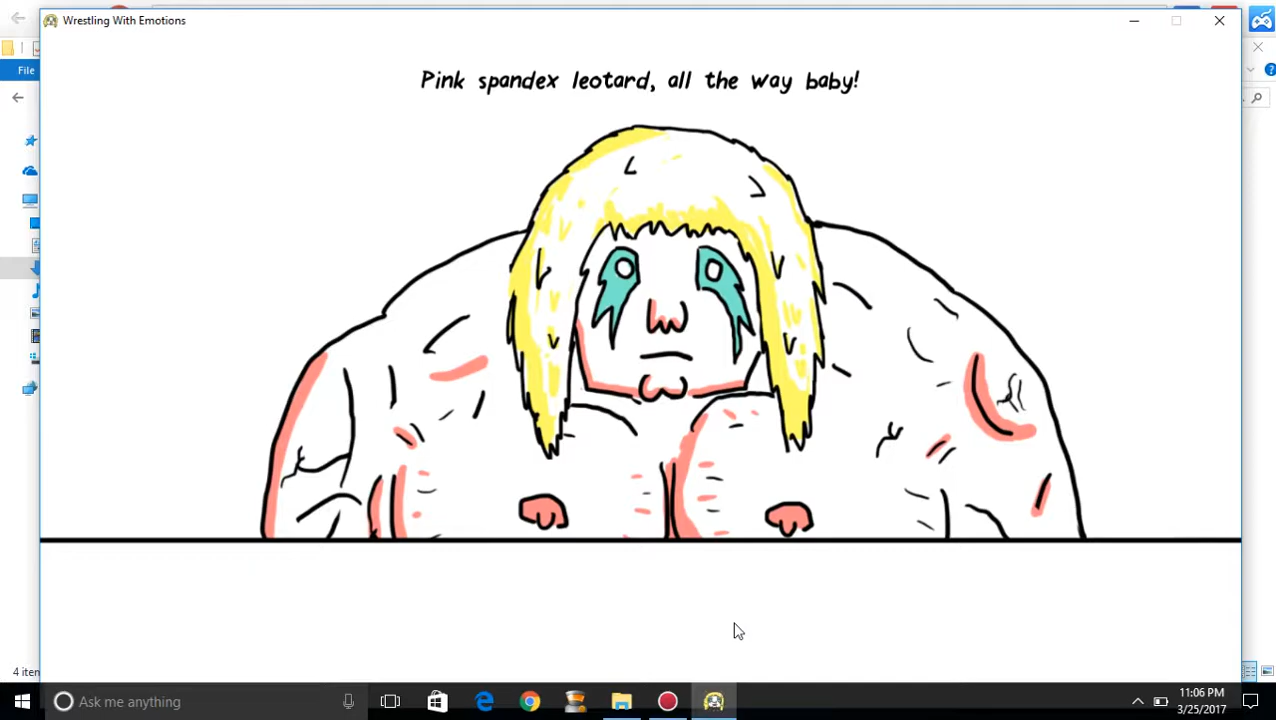 Wrestling With Emotions
File
Pink spandex leotard, all the way baby!
4 iten
Ask me anything
11:06 PM
3/25/2017